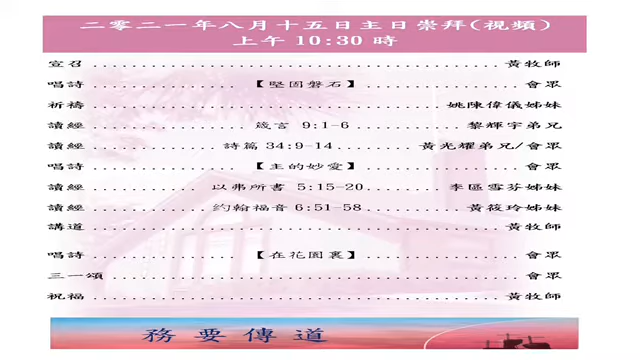 二零二一年八月十五日主日崇拜(視頻)
上午 10:30 時
宣召 黃牧師
唱詩 【堅固磐石】 會眾
祈禱 姚陳偉儀姊妹
讀經 箴言 9:1-6 黎輝宇弟兄
讀經 詩篇 34:9-14 黃光耀弟兄/會眾
唱詩 【主的妙愛】 會眾
讀經 以弗所書 5:15-20 李區雪芬姊妹
讀經 約翰福音 6:51-58 黃筱玲姊妹
講道 黃牧師
唱詩 【在花園裏】 會眾
三一頌 會眾
祝福 黃牧師
務要傳道